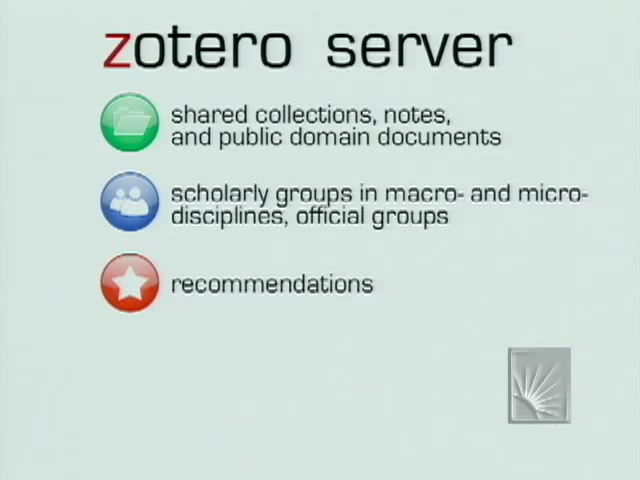 zotero server
shared collections, notes,
and public domain documents
scholarly groups in macro- and micro-
disciplines, official groups
recommendations